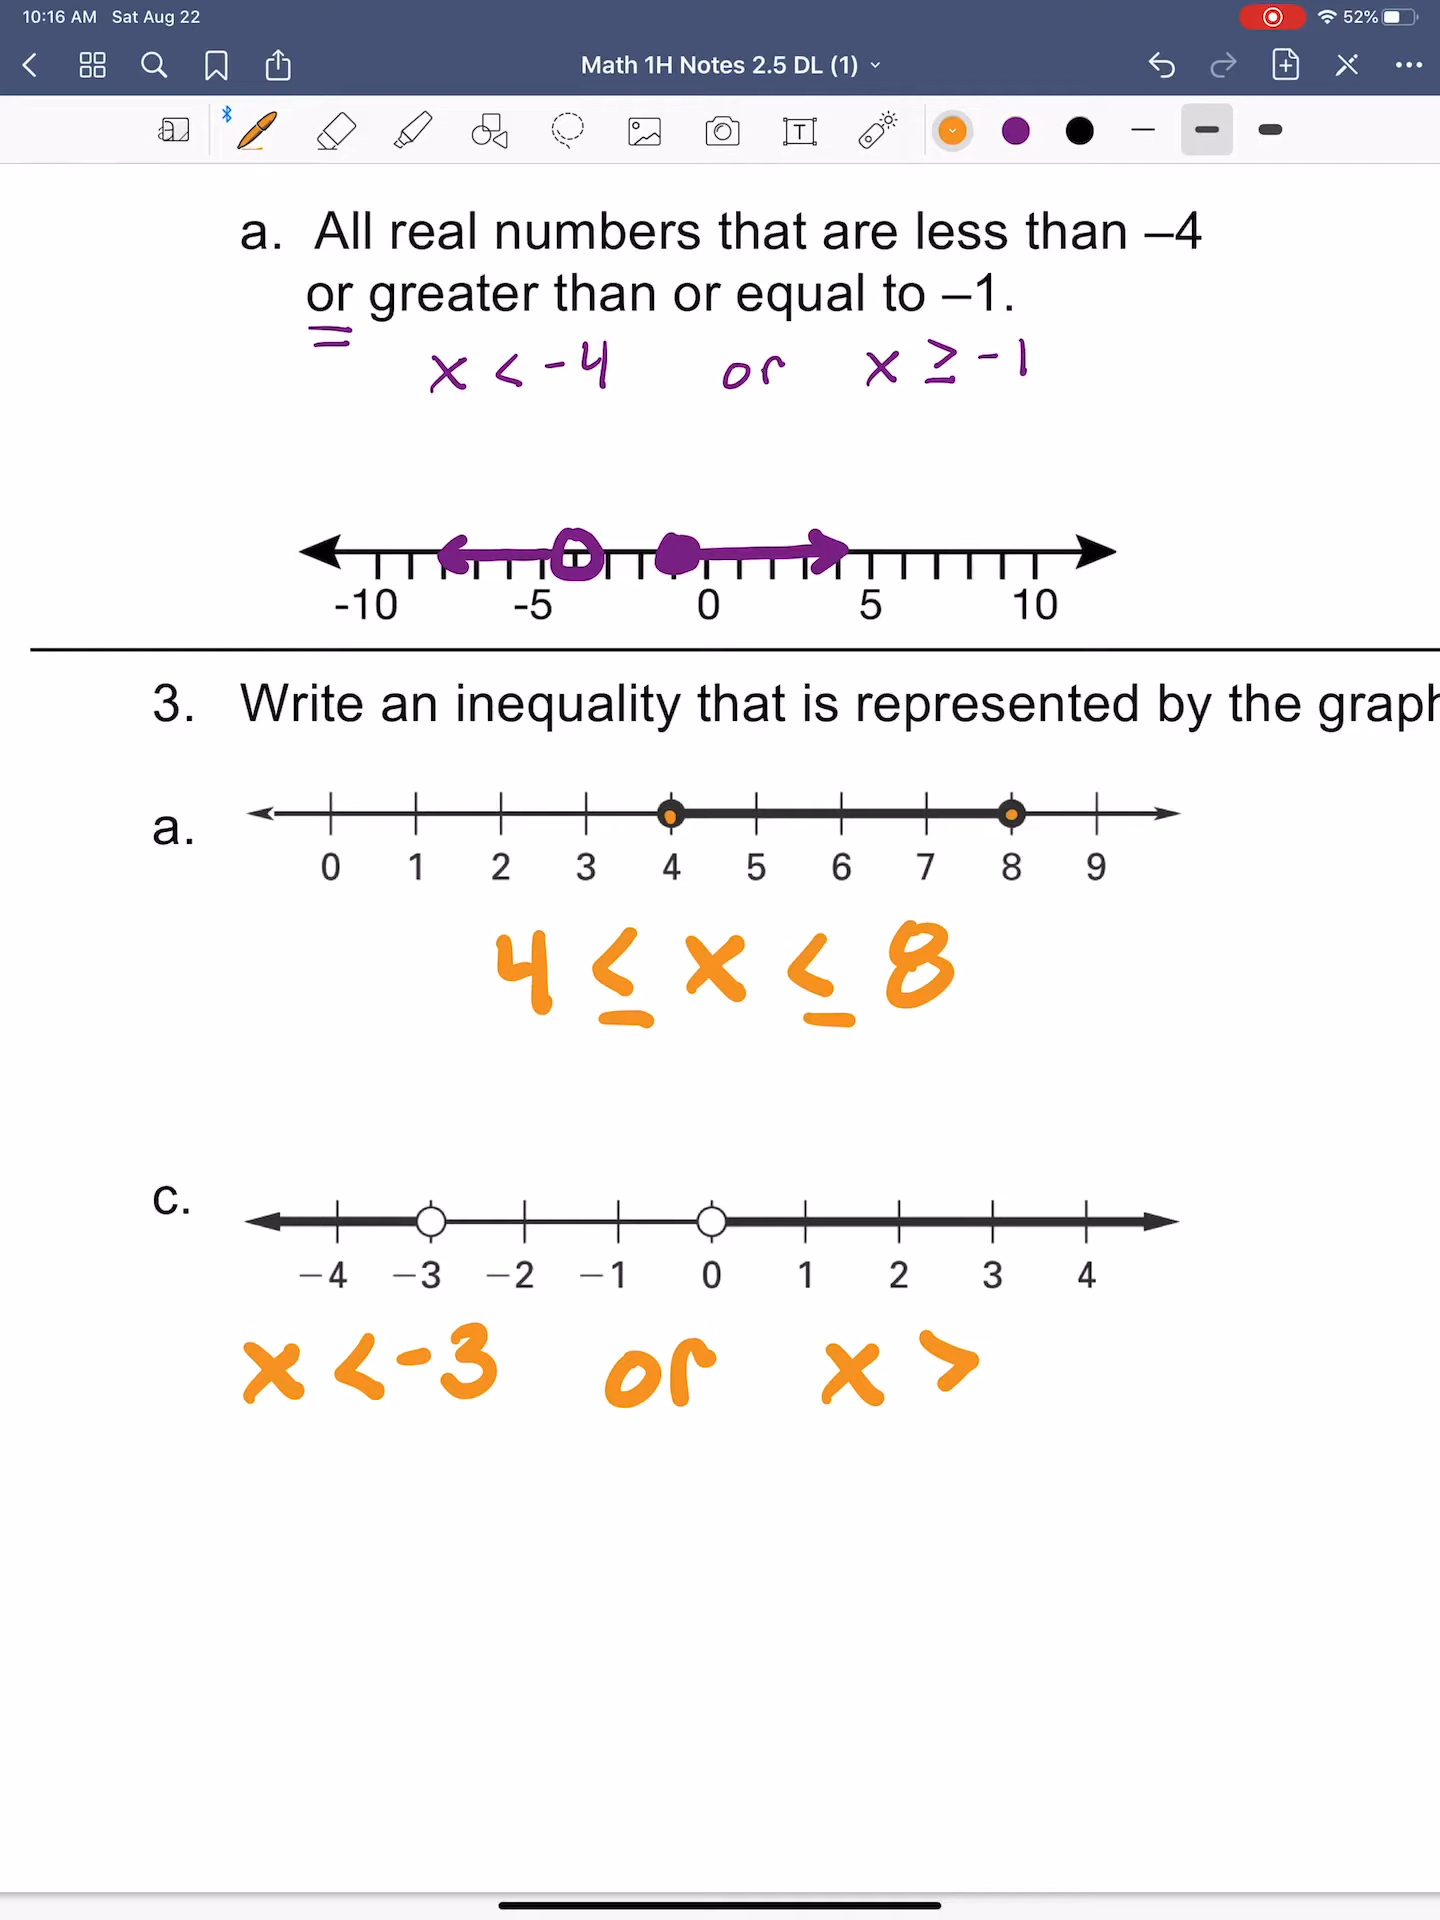 10:16 AM Sat Aug 22 52%
Math 1H Notes 2.5 DL (1)
a. All real numbers that are less than –4
or greater than or equal to –1.
x < -4 or x ≥ -1
-10 -5 0 5 10
3. Write an inequality that is represented by the graph
a.
0 1 2 3 4 5 6 7 8 9
4 ≤ x ≤ 8
c.
−4 −3 −2 −1 0 1 2 3 4
x < -3 or x >